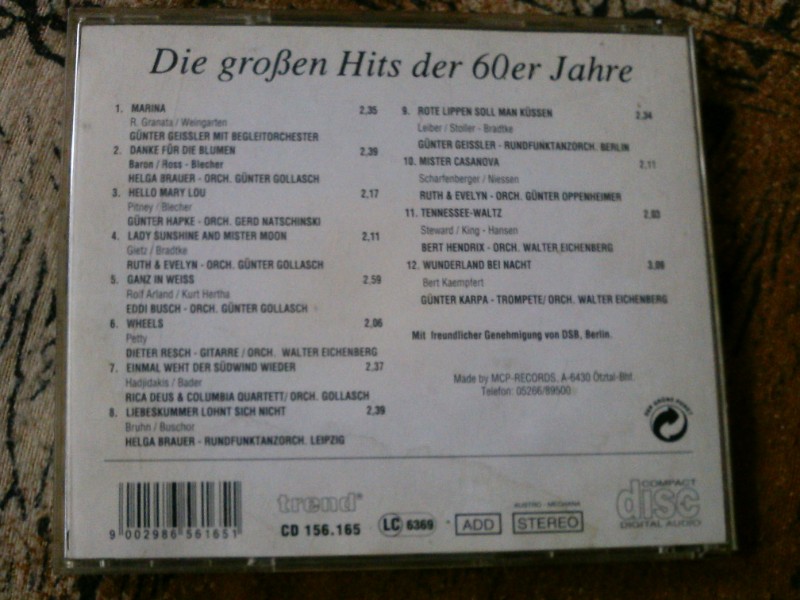 Die großen Hits der 60er Jahre
1. MARINA 2,35
R. Granata / Weingarten
GÜNTER GEISSLER MIT BEGLEITORCHESTER
2. DANKE FÜR DIE BLUMEN 2,39
Baron / Ross - Blecher
HELGA BRAUER - ORCH. GÜNTER GOLLASCH
3. HELLO MARY LOU 2,17
Pitney / Blecher
GÜNTER HAPKE - ORCH. GERD NATSCHINSKI
4. LADY SUNSHINE AND MISTER MOON 2,11
Gietz / Bradtke
RUTH & EVELYN - ORCH. GÜNTER GOLLASCH
5. GANZ IN WEISS 2,59
Rolf Arland / Kurt Hertha
EDDI BUSCH - ORCH. GÜNTER GOLLASCH
6. WHEELS 2,06
Petty
DIETER RESCH - GITARRE / ORCH. WALTER EICHENBERG
7. EINMAL WEHT DER SÜDWIND WIEDER 2,37
Hadjidakis / Bader
RICA DEUS & COLUMBIA QUARTETT/ ORCH. GOLLASCH
8. LIEBESKUMMER LOHNT SICH NICHT 2,39
Bruhn / Buschor
HELGA BRAUER - RUNDFUNKTANZORCH. LEIPZIG
9. ROTE LIPPEN SOLL MAN KÜSSEN 2,34
Leiber / Stoller - Bradtke
GÜNTER GEISSLER - RUNDFUNKTANZORCH. BERLIN
10. MISTER CASANOVA 2,11
Scharfenberger / Niessen
RUTH & EVELYN - ORCH. GÜNTER OPPENHEIMER
11. TENNESSEE-WALTZ 2,03
Steward / King - Hansen
BERT HENDRIX - ORCH. WALTER EICHENBERG
12. WUNDERLAND BEI NACHT 3,06
Bert Kaempfert
GÜNTER KARPA - TROMPETE/ ORCH. WALTER EICHENBERG
Mit freundlicher Genehmigung von DSB, Berlin.
Made by MCP-RECORDS, A-6430 Ötztal-Bhf.
Telefon: 05266/89500
DER GRÜNE PUNKT
9 002986 561651
trend®
CD 156.165
LC 6369
ADD
AUSTRO - MECHANA
STEREO
COMPACT
disc
DIGITAL AUDIO